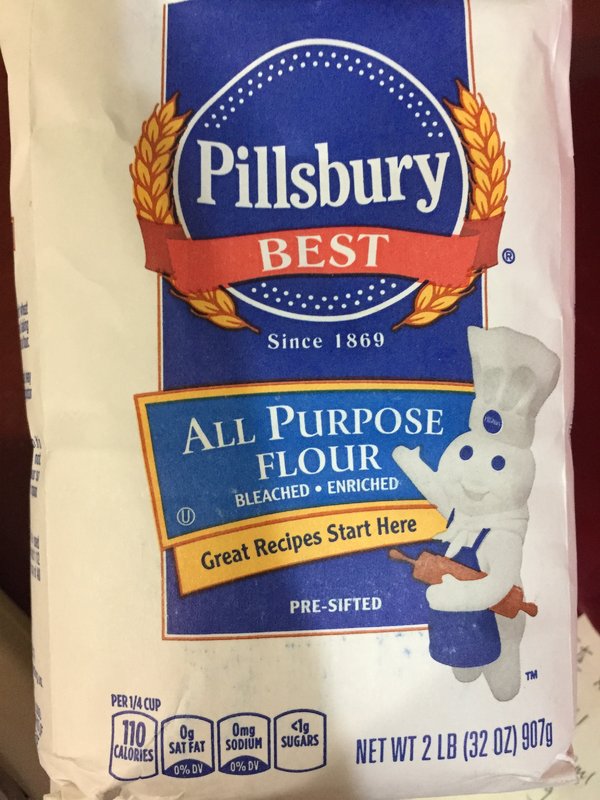 Pillsbury
BEST
®
Since 1869
ALL PURPOSE
FLOUR
BLEACHED • ENRICHED
U
Great Recipes Start Here
PRE-SIFTED
TM
PER 1/4 CUP
110
CALORIES
0g
SAT FAT
0% DV
0mg
SODIUM
0% DV
<1g
SUGARS
NET WT 2 LB (32 OZ) 907g